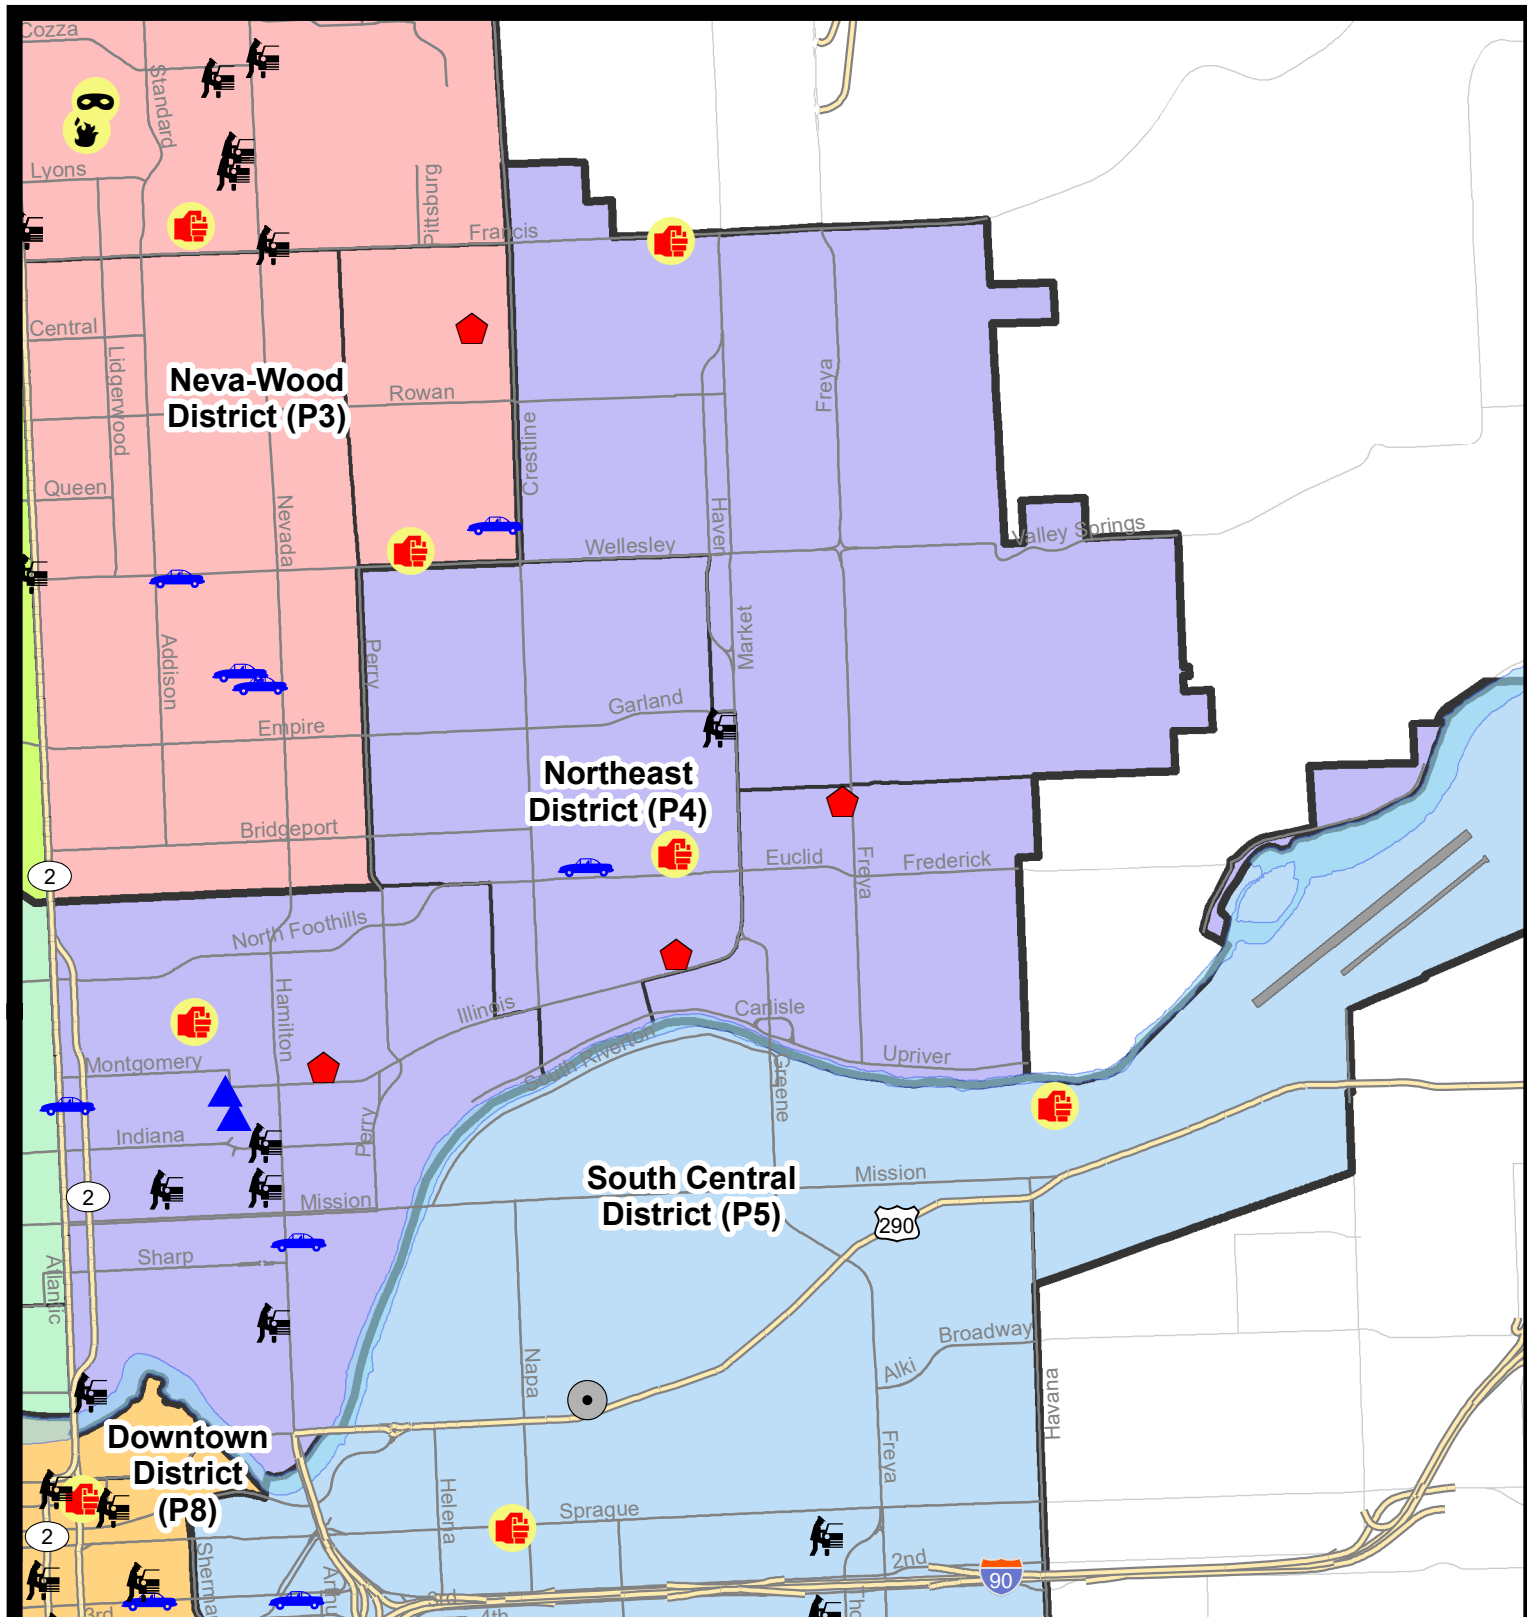 Cozza
Standard
Lyons
Pittsburg
Francis
Central
Lidgerwood
Neva-Wood
District (P3)
Rowan
Freya
Crestline
Queen
Nevada
Haven
Valley Springs
Wellesley
Addison
Perry
Market
Garland
Empire
Northeast
District (P4)
Bridgeport
Euclid
Freya
Frederick
2
North Foothills
Hamilton
Illinois
Carlisle
South Riverton
Upriver
Montgomery
Greene
Indiana
Perry
South Central
District (P5)
Mission
2
Mission
290
Sharp
Atlantic
Broadway
Napa
Alki
Havana
Downtown
District
(P8)
Freya
Helena
Sprague
2
Sherman
2nd
90
3rd
3rd
4th